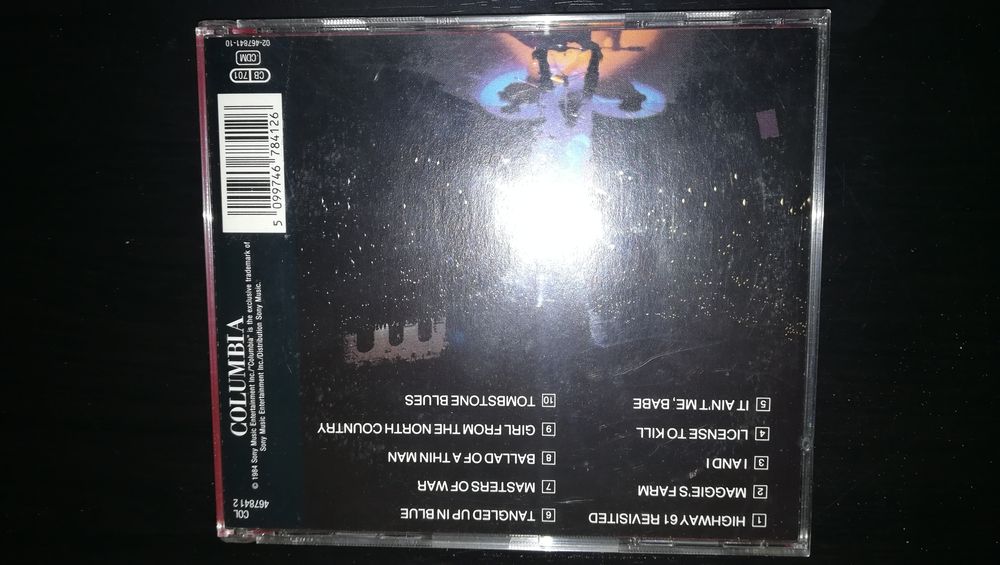 1 HIGHWAY 61 REVISITED
2 MAGGIE'S FARM
3 I AND I
4 LICENSE TO KILL
5 IT AIN'T ME, BABE
6 TANGLED UP IN BLUE
7 MASTERS OF WAR
8 BALLAD OF A THIN MAN
9 GIRL FROM THE NORTH COUNTRY
10 TOMBSTONE BLUES
COL
467841 2
COLUMBIA
© 1984 Sony Music Entertainment Inc./"Columbia" is the exclusive trademark of
Sony Music Entertainment Inc./Distribution Sony Music.
5 099746 784126
CB 701
CDM
02-467841-10